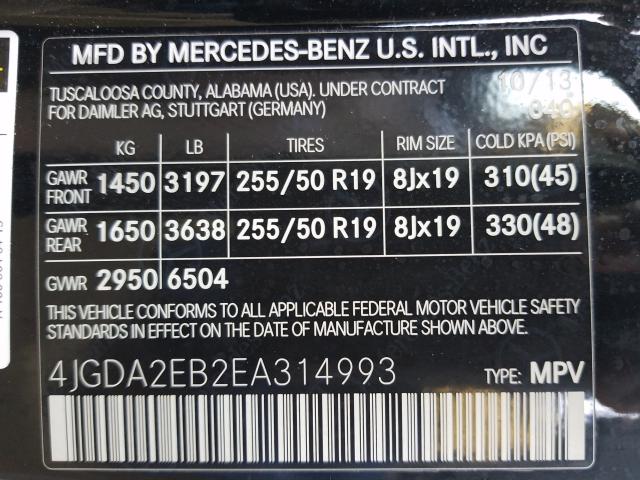 MFD BY MERCEDES-BENZ U.S. INTL., INC
TUSCALOOSA COUNTY, ALABAMA (USA). UNDER CONTRACT 10/13
FOR DAIMLER AG, STUTTGART (GERMANY) 040
KG LB TIRES RIM SIZE COLD KPA (PSI)
GAWR FRONT 1450 3197 255/50 R19 8Jx19 310(45)
GAWR REAR 1650 3638 255/50 R19 8Jx19 330(48)
GVWR 2950 6504
THIS VEHICLE CONFORMS TO ALL APPLICABLE FEDERAL MOTOR VEHICLE SAFETY
STANDARDS IN EFFECT ON THE DATE OF MANUFACTURE SHOWN ABOVE.
4JGDA2EB2EA314993 TYPE: MPV